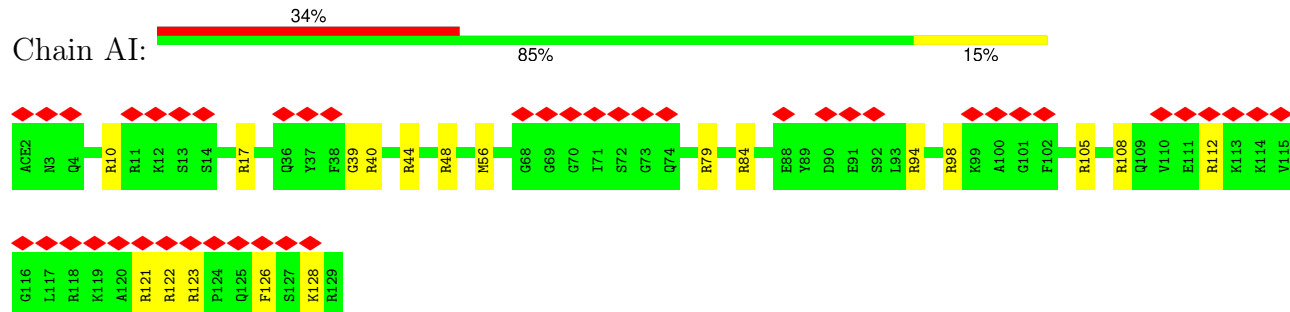 34%
Chain AI:
85% 15%
ACE2 N3 Q4 R10 R11 K12 S13 S14 R17 Q36 Y37 F38 G39 R40 R44 R48 M56 G68 G69 G70 I71 S72 G73 Q74 R79 R84 E88 Y89 D90 E91 S92 L93 R94 R98 K99 A100 G101 F102 R105 R108 Q109 V110 E111 R112 K113 K114 V115
G116 L117 R118 K119 A120 R121 R122 R123 P124 Q125 F126 S127 K128 R129